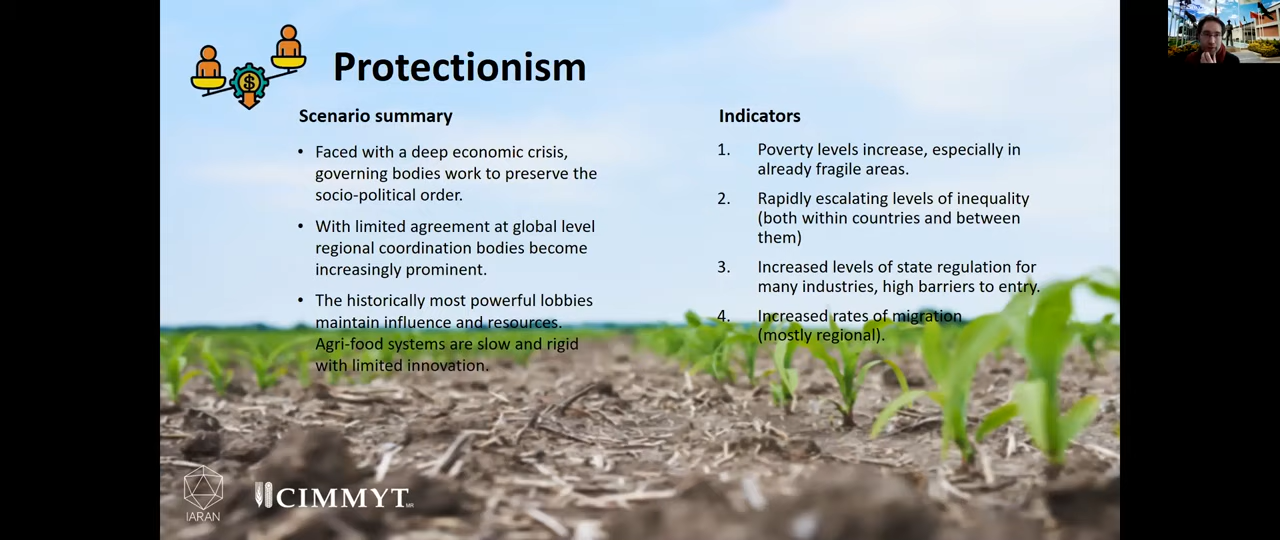 Protectionism
Scenario summary
• Faced with a deep economic crisis,
governing bodies work to preserve the
socio-political order.
• With limited agreement at global level
regional coordination bodies become
increasingly prominent.
• The historically most powerful lobbies
maintain influence and resources.
Agri-food systems are slow and rigid
with limited innovation.
Indicators
1. Poverty levels increase, especially in
already fragile areas.
2. Rapidly escalating levels of inequality
(both within countries and between
them)
3. Increased levels of state regulation for
many industries, high barriers to entry.
4. Increased rates of migration
(mostly regional).
$
IARAN
CIMMYT
MR